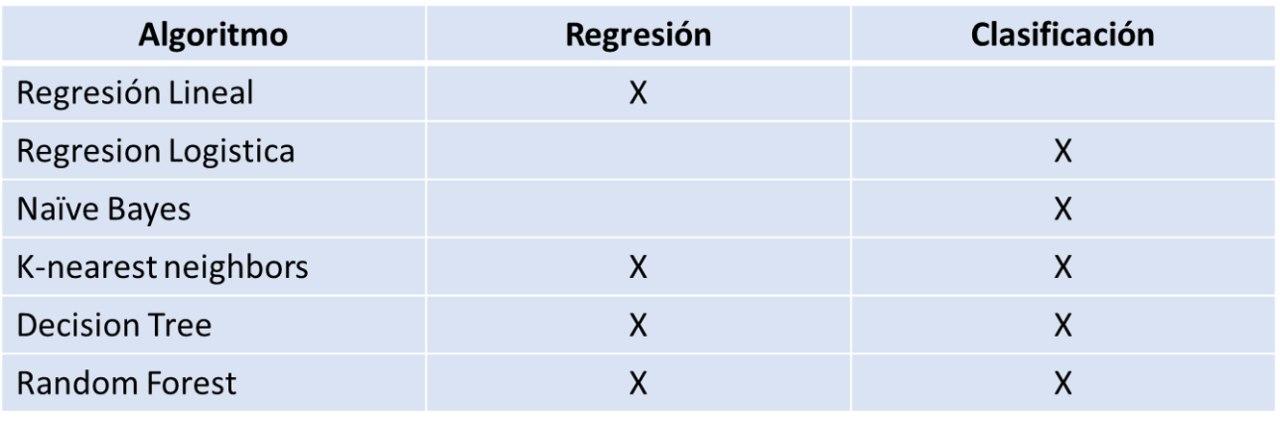 Algoritmo Regresión Clasificación
Regresión Lineal X
Regresion Logistica X
Naïve Bayes X
K-nearest neighbors X X
Decision Tree X X
Random Forest X X